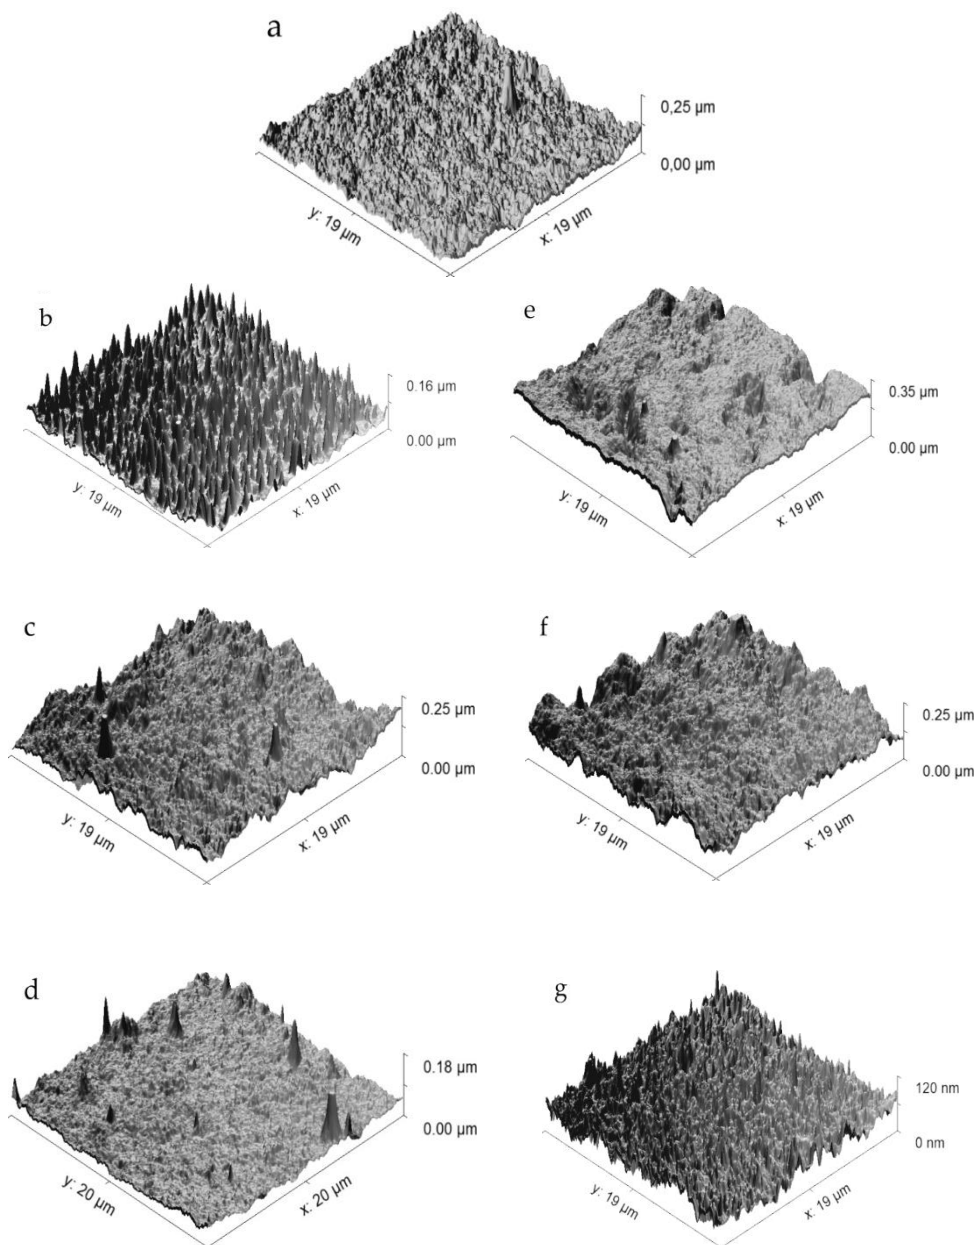 a
0,25 µm
0,00 µm
y: 19 µm
x: 19 µm
b
0.16 µm
0.00 µm
y: 19 µm
x: 19 µm
e
0.35 µm
0.00 µm
y: 19 µm
x: 19 µm
c
0.25 µm
0.00 µm
y: 19 µm
x: 19 µm
f
0.25 µm
0.00 µm
y: 19 µm
x: 19 µm
d
0.18 µm
0.00 µm
y: 20 µm
x: 20 µm
g
120 nm
0 nm
y: 19 µm
x: 19 µm